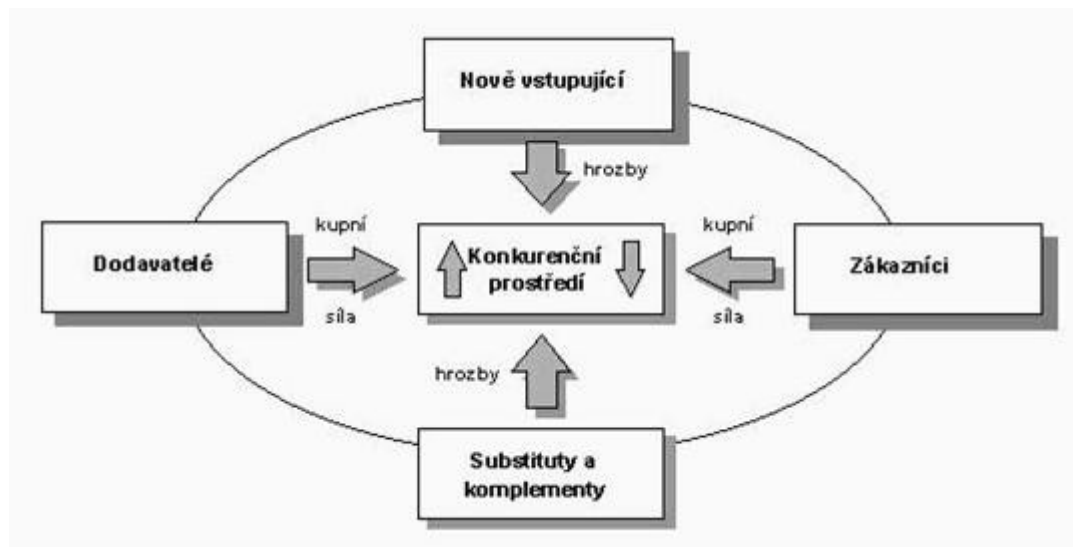 Nově vstupující
hrozby
kupní
Dodavatelé
síla
Konkurenční
prostředí
kupní
Zákazníci
síla
hrozby
Substituty a
komplementy